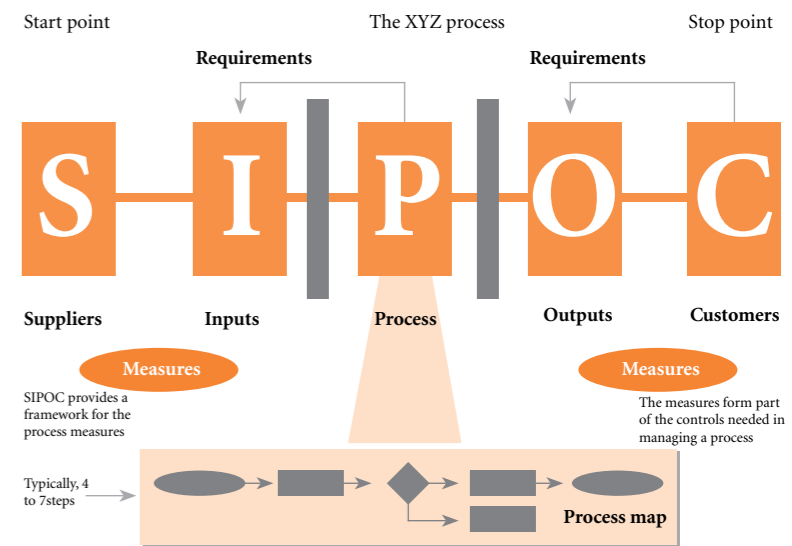 Start point
The XYZ process
Stop point
Requirements
Requirements
S
I
P
O
C
Suppliers
Inputs
Process
Outputs
Customers
Measures
Measures
SIPOC provides a
framework for the
process measures
The measures form part
of the controls needed in
managing a process
Typically, 4
to 7steps
Process map